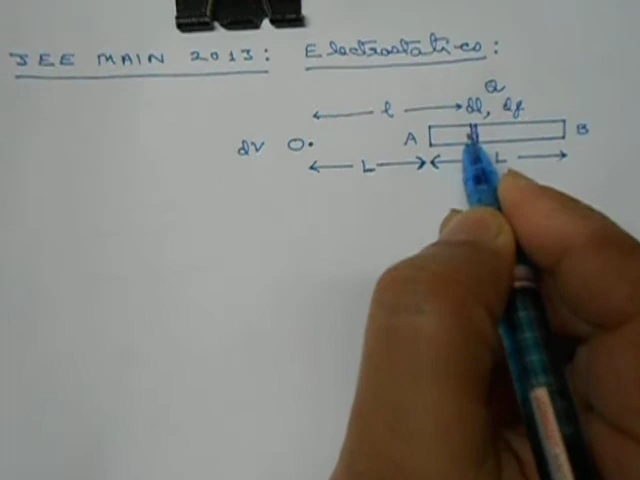 JEE MAIN 2013: Electrostatics:
Q
l dl, dq
dV O A B
L L